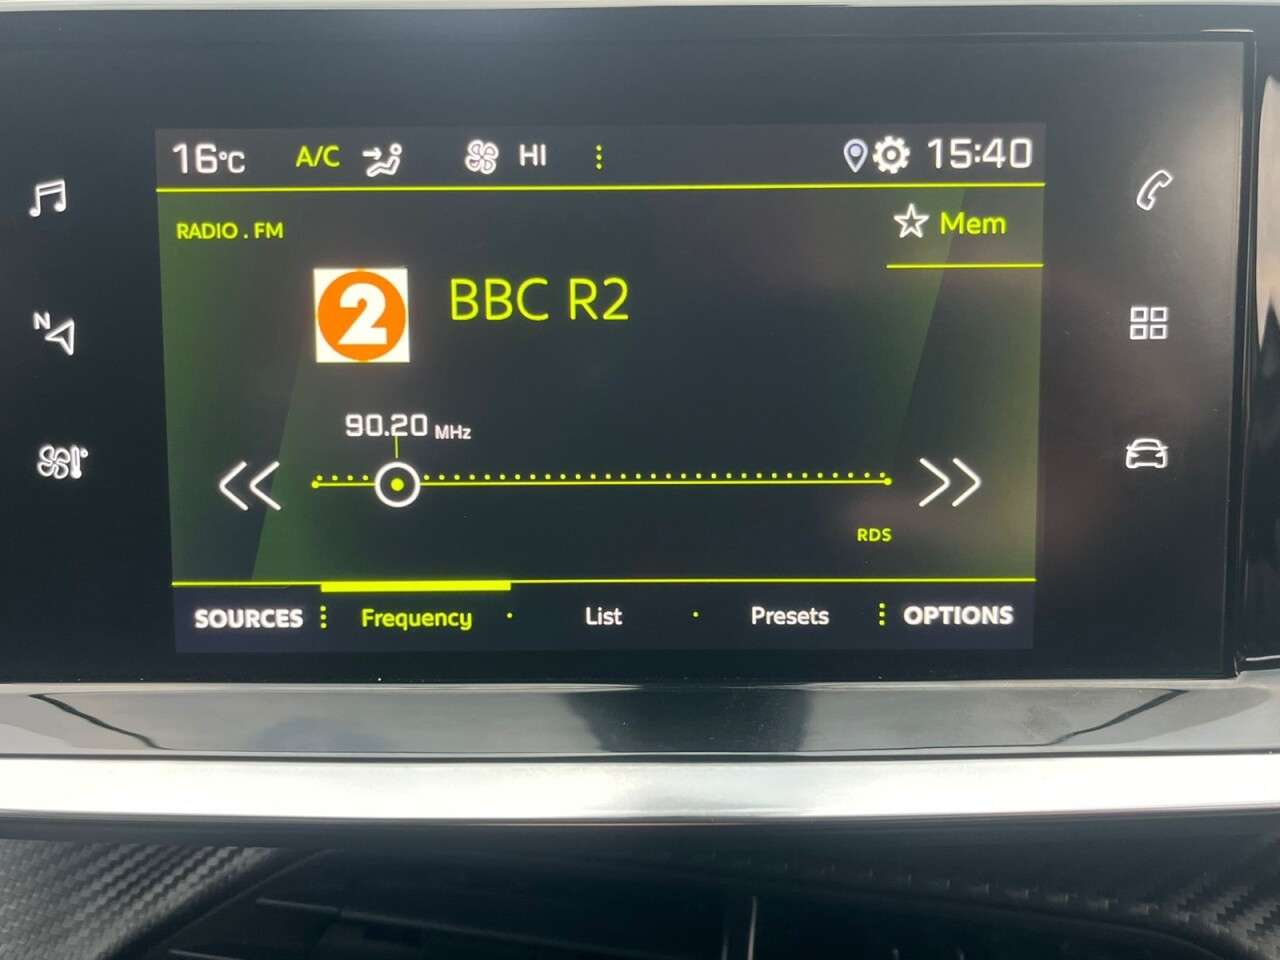 16°C A/C HI 15:40
RADIO . FM
Mem
2
BBC R2
90.20 MHz
N
RDS
SOURCES Frequency List Presets OPTIONS